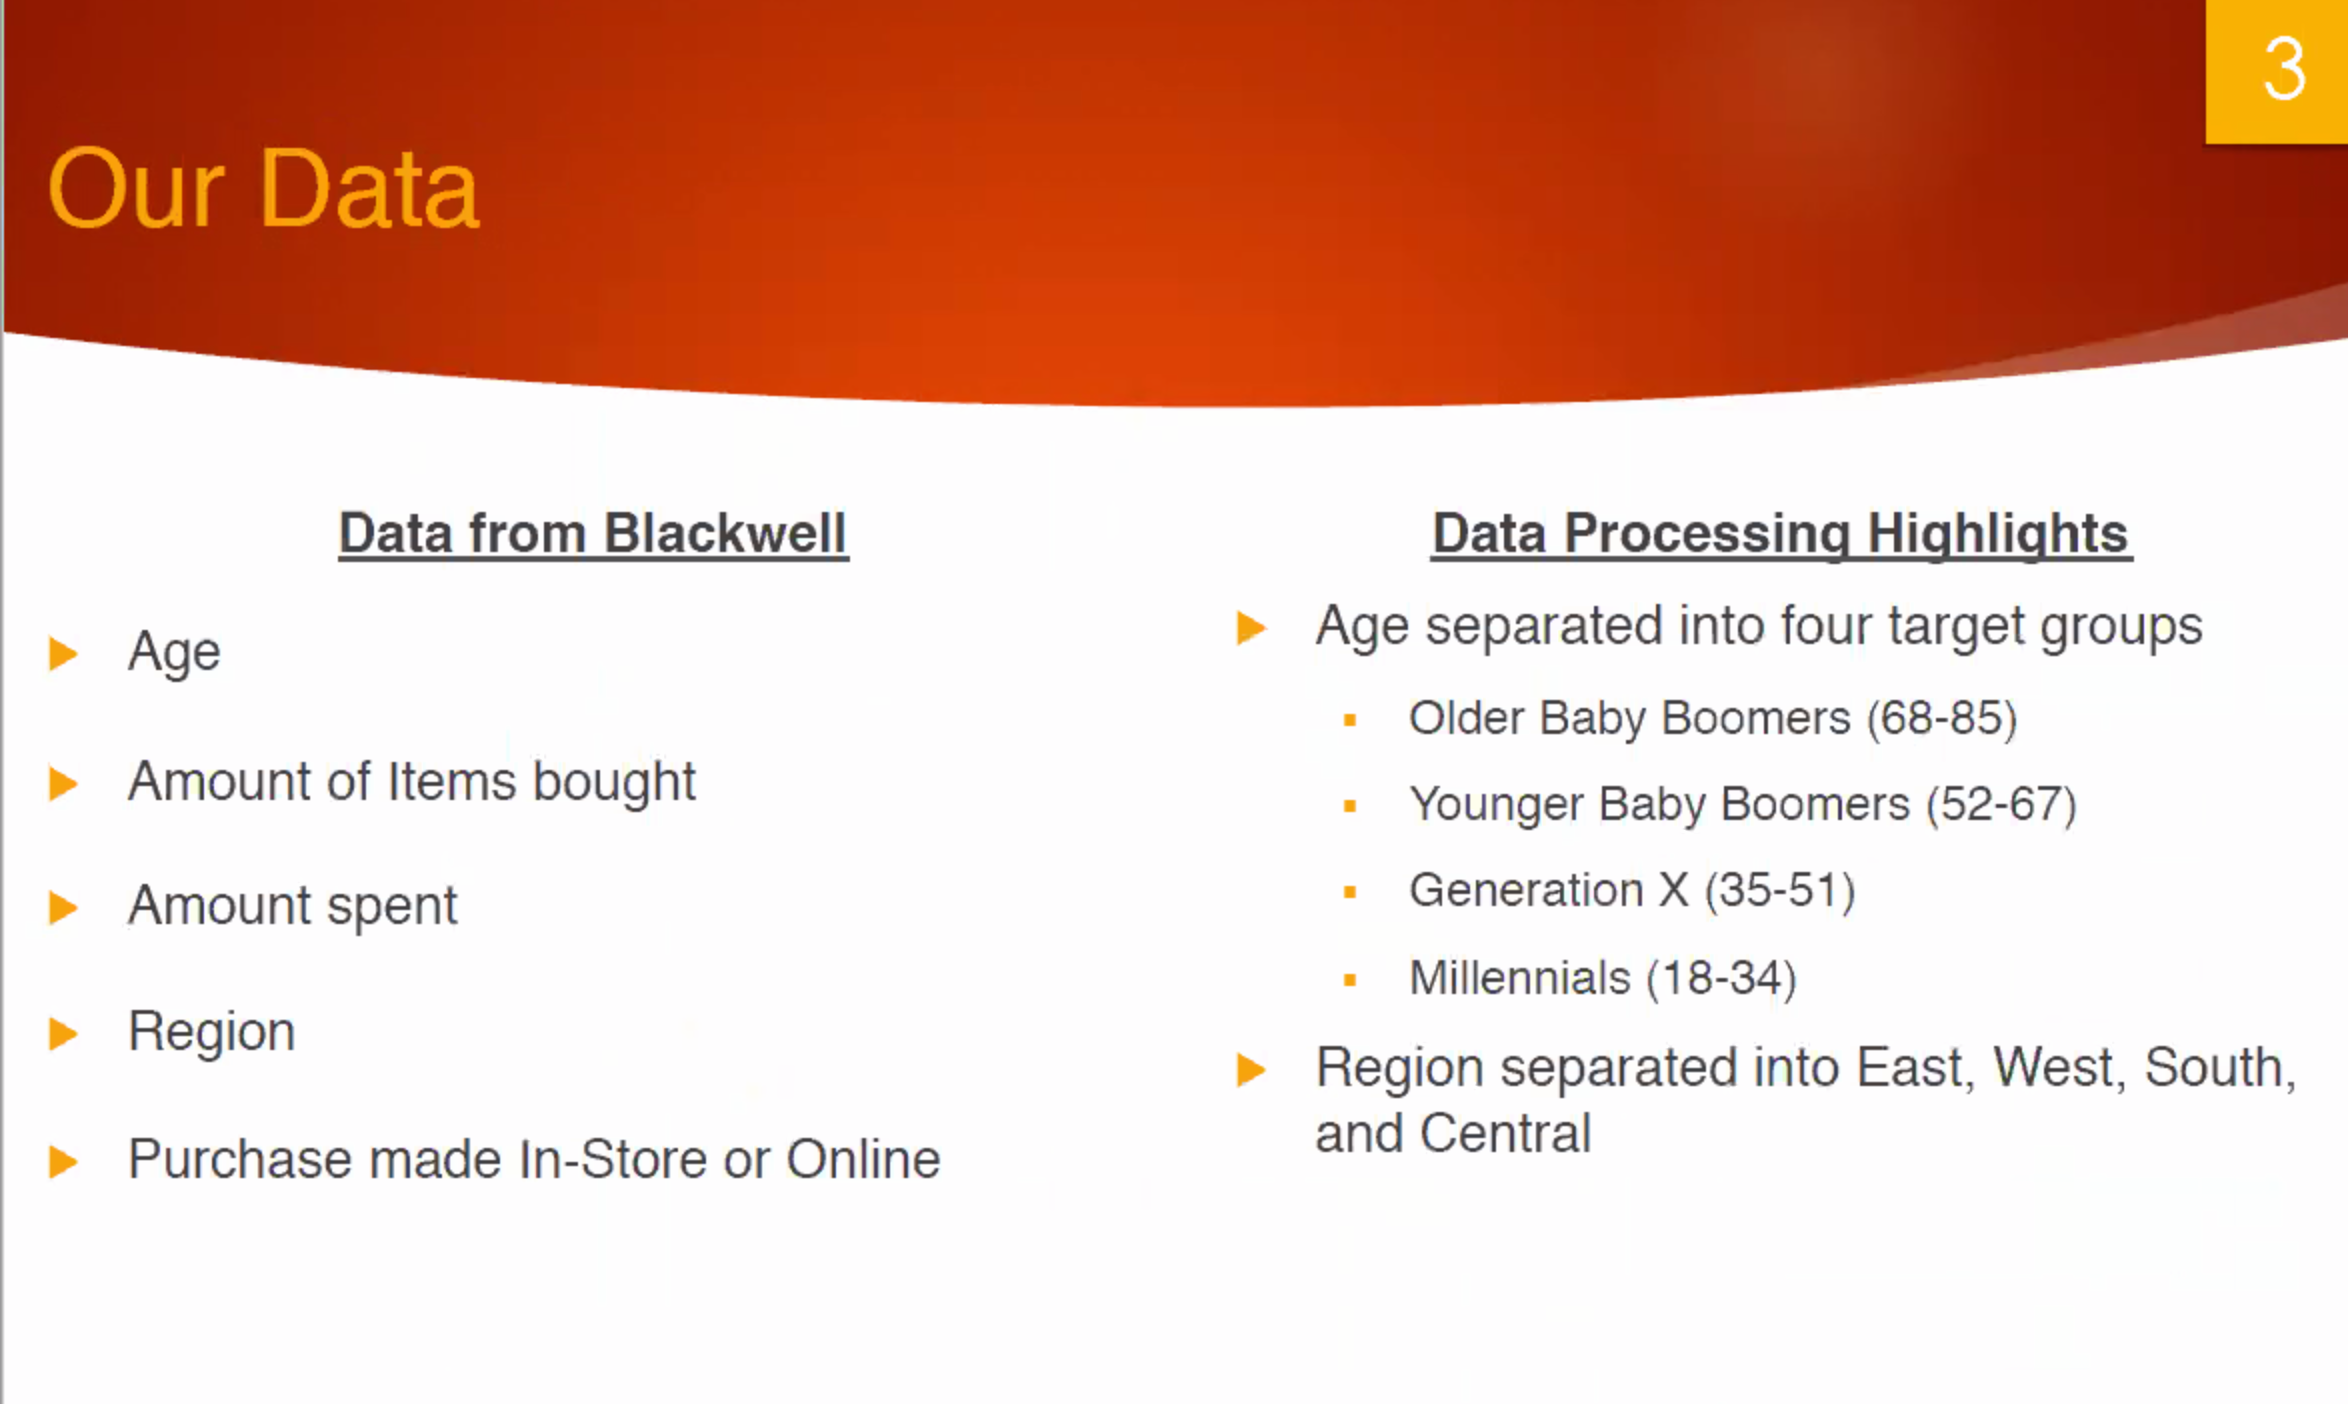 3
Our Data
Data from Blackwell
Age
Amount of Items bought
Amount spent
Region
Purchase made In-Store or Online
Data Processing Highlights
Age separated into four target groups
Older Baby Boomers (68-85)
Younger Baby Boomers (52-67)
Generation X (35-51)
Millennials (18-34)
Region separated into East, West, South,
and Central